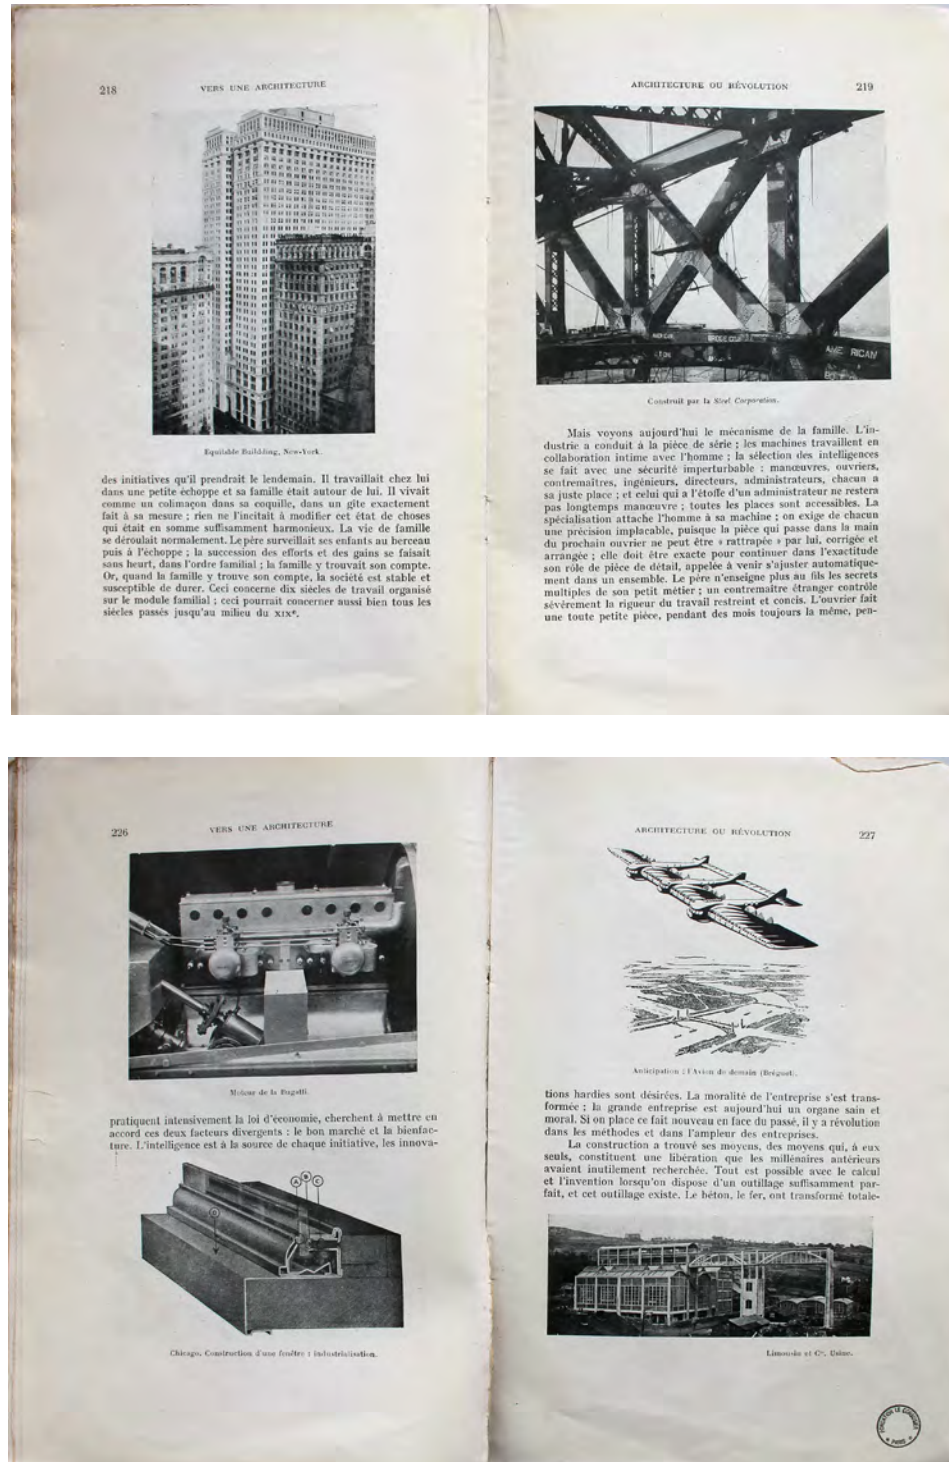 218
VERS UNE ARCHITECTURE
Equitable Buildding, New-York.
des initiatives qu'il prendrait le lendemain. Il travaillait chez lui
dans une petite échoppe et sa famille était autour de lui. Il vivait
comme un colimaçon dans sa coquille, dans un gîte exactement
fait à sa mesure ; rien ne l'incitait à modifier cet état de choses
qui était en somme suffisamment harmonieux. La vie de famille
se déroulait normalement. Le père surveillait ses enfants au berceau
puis à l'échoppe ; la succession des efforts et des gains se faisait
sans heurt, dans l'ordre familial ; la famille y trouvait son compte.
Or, quand la famille y trouve son compte, la société est stable et
susceptible de durer. Ceci concerne dix siècles de travail organisé
sur le module familial ; ceci pourrait concerner aussi bien tous les
siècles passés jusqu'au milieu du XIXe.
ARCHITECTURE OU RÉVOLUTION
219
AMERICAN
AME RICAN
Construit par la Steel Corporation.
Mais voyons aujourd'hui le mécanisme de la famille. L'in-
dustrie a conduit à la pièce de série ; les machines travaillent en
collaboration intime avec l'homme ; la sélection des intelligences
se fait avec une sécurité imperturbable : manœuvres, ouvriers,
contremaîtres, ingénieurs, directeurs, administrateurs, chacun a
sa juste place ; et celui qui a l'étoffe d'un administrateur ne restera
pas longtemps manœuvre ; toutes les places sont accessibles. La
spécialisation attache l'homme à sa machine ; on exige de chacun
une précision implacable, puisque la pièce qui passe dans la main
du prochain ouvrier ne peut être « rattrapée » par lui, corrigée et
arrangée ; elle doit être exacte pour continuer dans l'exactitude
son rôle de pièce de détail, appelée à venir s'ajuster automatique-
ment dans un ensemble. Le père n'enseigne plus au fils les secrets
multiples de son petit métier ; un contremaitre étranger contrôle
sévèrement la rigueur du travail restreint et concis. L'ouvrier fait
une toute petite pièce, pendant des mois toujours la même, pen-
226
VERS UNE ARCHITECTURE
Moteur de la Bugatti.
pratiquent intensivement la loi d'économie, cherchent à mettre en
accord ces deux facteurs divergents : le bon marché et la bienfac-
ture. L'intelligence est à la source de chaque initiative, les innova-
A B C
D
Chicago. Construction d'une fenêtre : industrialisation.
ARCHITECTURE OU RÉVOLUTION
227
Anticipation : l'Avion de demain (Bréguet).
tions hardies sont désirées. La moralité de l'entreprise s'est trans-
formée ; la grande entreprise est aujourd'hui un organe sain et
moral. Si on place ce fait nouveau en face du passé, il y a révolution
dans les méthodes et dans l'ampleur des entreprises.
La construction a trouvé ses moyens, des moyens qui, à eux
seuls, constituent une libération que les millénaires antérieurs
avaient inutilement recherchée. Tout est possible avec le calcul
et l'invention lorsqu'on dispose d'un outillage suffisamment par-
fait, et cet outillage existe. Le béton, le fer, ont transformé totale-
Limousin et Cie. Usine.
FONDATION LE CORBUSIER
PARIS